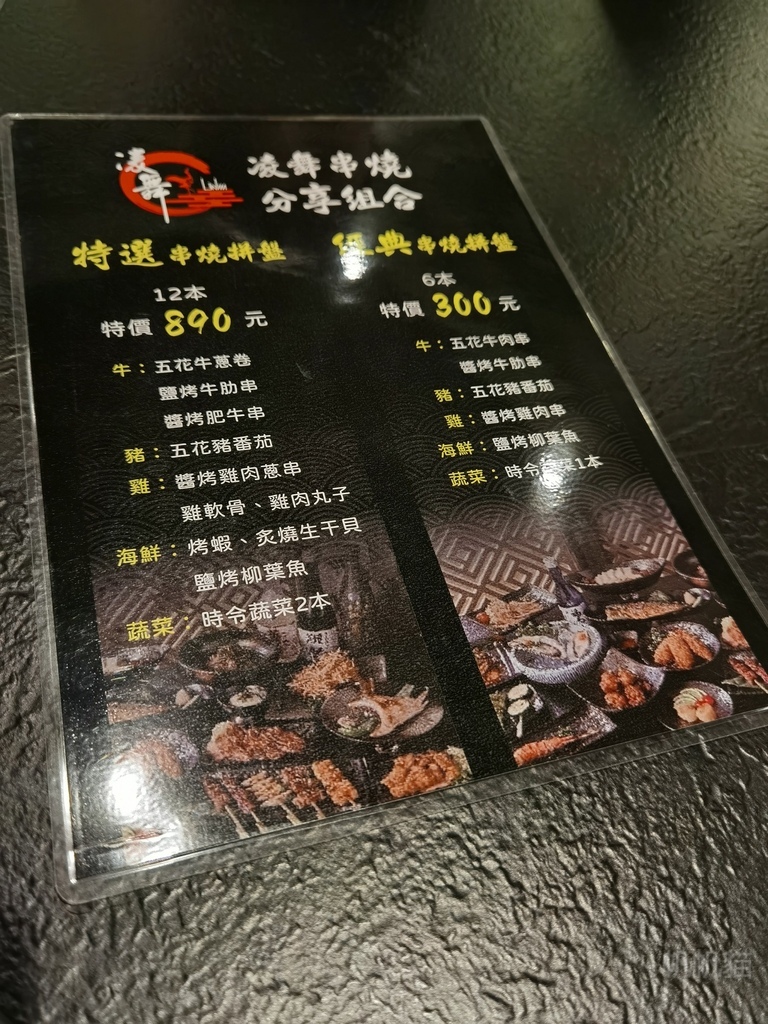 凌舞
凌舞串燒
分享組合
特選串燒拼盤
12本
特價 890 元
牛：五花牛蔥卷
鹽烤牛肋串
醬烤肥牛串
豬：五花豬番茄
雞：醬烤雞肉蔥串
雞軟骨、雞肉丸子
海鮮：烤蝦、炙燒生干貝
鹽烤柳葉魚
蔬菜：時令蔬菜2本
經典串燒拼盤
6本
特價 300 元
牛：五花牛肉串
醬烤牛肋串
豬：五花豬番茄
雞：醬烤雞肉串
海鮮：鹽烤柳葉魚
蔬菜：時令蔬菜1本